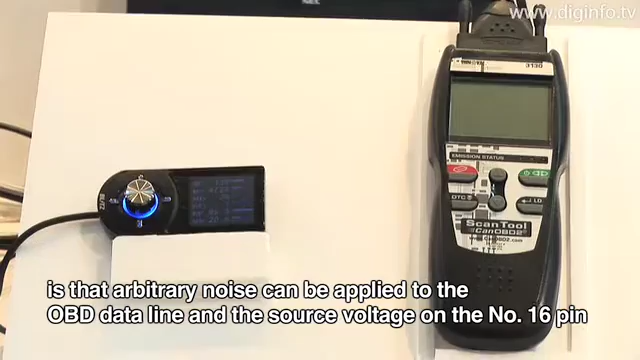 www.diginfo.tv
NEC
3130
EMISSION STATUS
DTC
LD
ScanTool
CanOBD2
is that arbitrary noise can be applied to the
OBD data line and the source voltage on the No. 16 pin